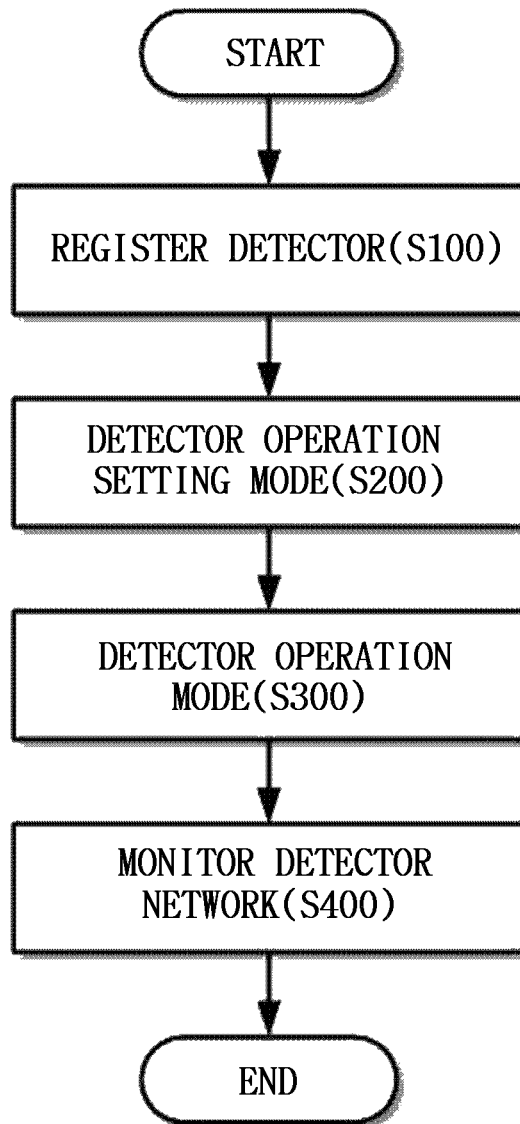 START
REGISTER DETECTOR(S100)
DETECTOR OPERATION
SETTING MODE(S200)
DETECTOR OPERATION
MODE(S300)
MONITOR DETECTOR
NETWORK(S400)
END